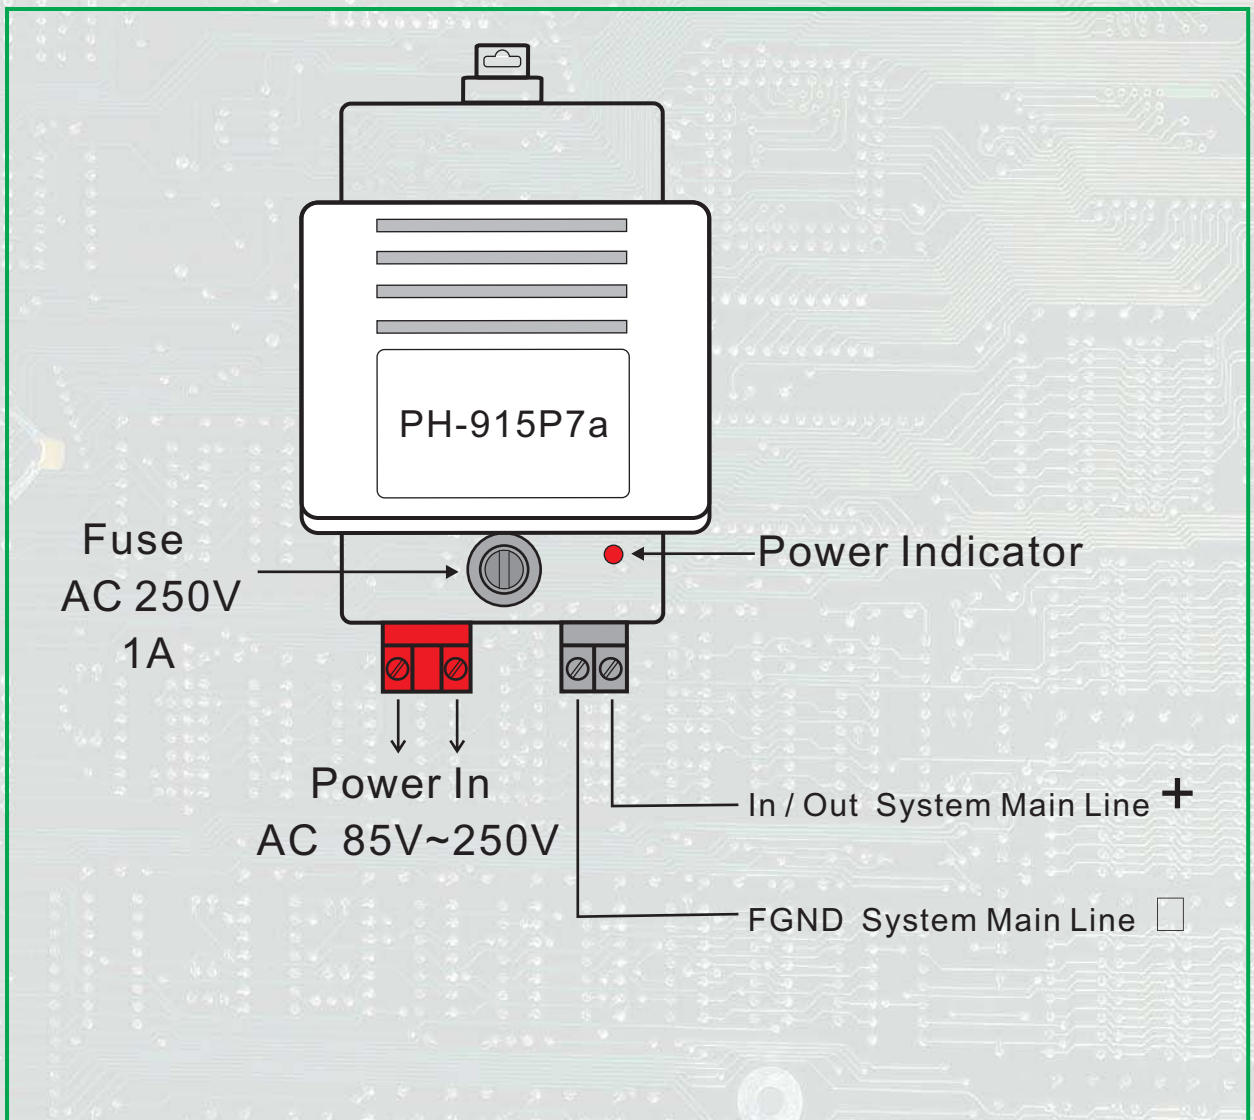 PH-915P7a
Fuse
AC 250V
1A
Power Indicator
Power In
AC 85V~250V
In / Out System Main Line +
FGND System Main Line □